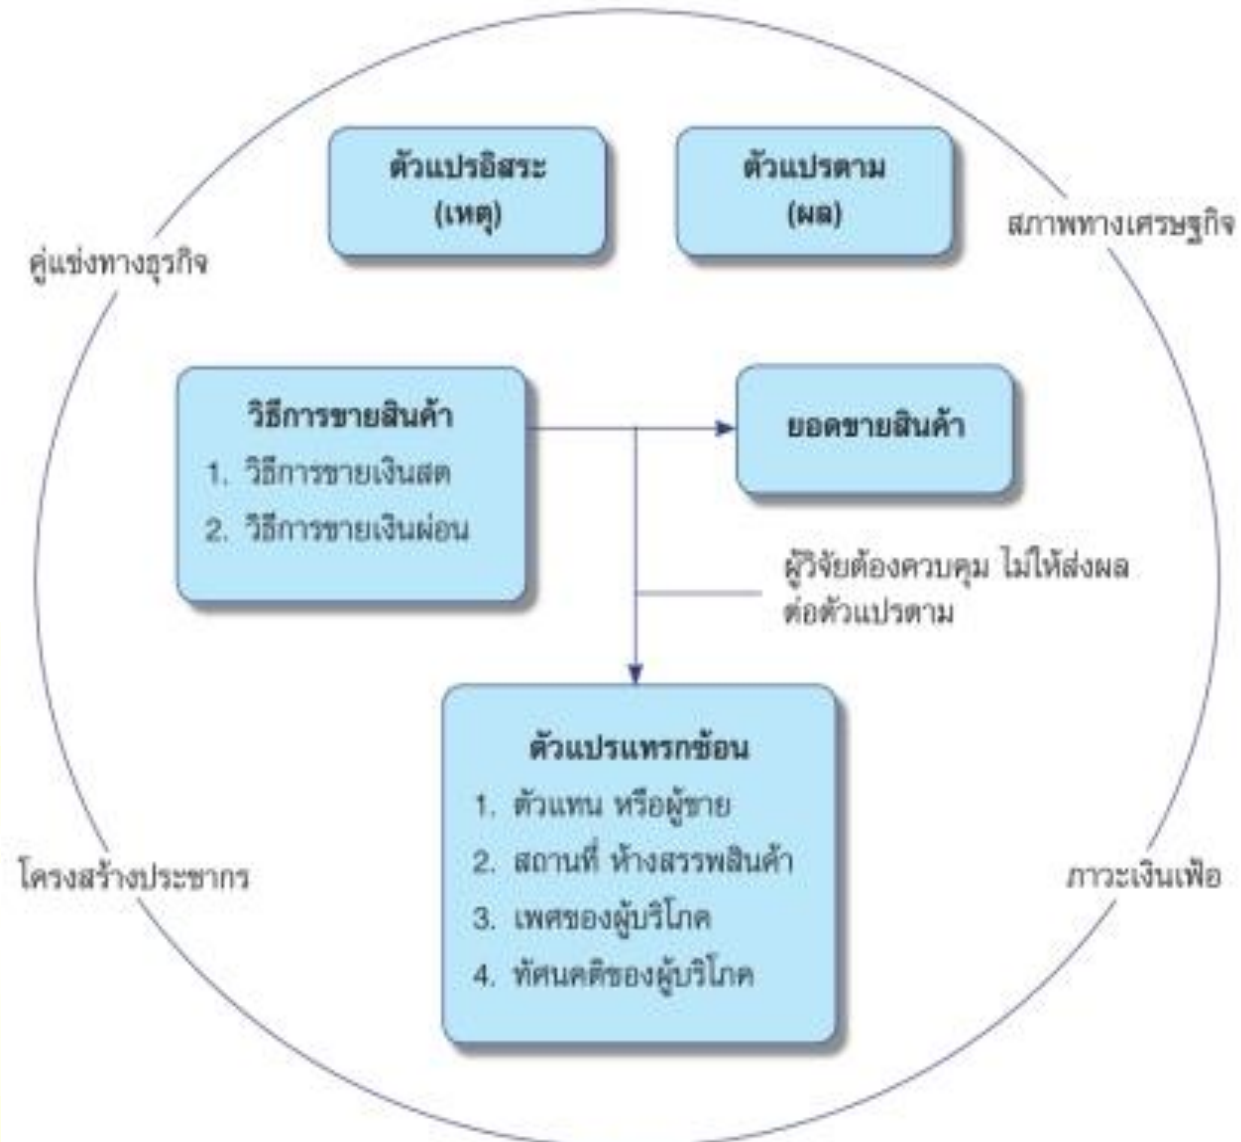 ตัวแปรอิสระ
(เหตุ)
ตัวแปรตาม
(ผล)
สภาพทางเศรษฐกิจ
คู่แข่งทางธุรกิจ
วิธีการขายสินค้า
1. วิธีการขายเงินสด
2. วิธีการขายเงินผ่อน
ยอดขายสินค้า
ผู้วิจัยต้องควบคุม ไม่ให้ส่งผล
ต่อตัวแปรตาม
ตัวแปรแทรกซ้อน
1. ตัวแทน หรือผู้ขาย
2. สถานที่ ห้างสรรพสินค้า
3. เพศของผู้บริโภค
4. ทัศนคติของผู้บริโภค
โครงสร้างประชากร
ภาวะเงินเฟ้อ